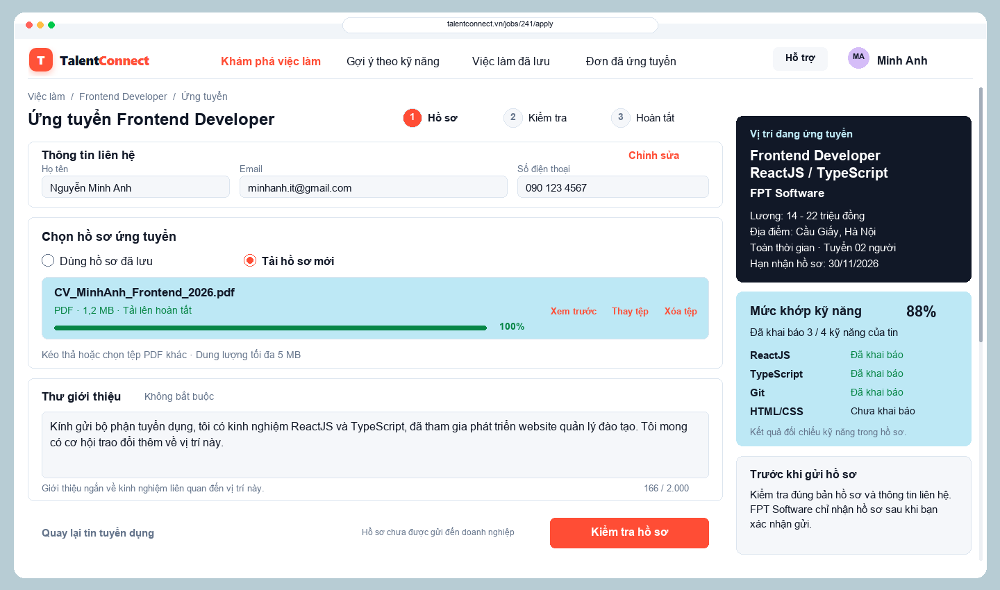 talentconnect.vn/jobs/241/apply
T TalentConnect
Khám phá việc làm
Gợi ý theo kỹ năng
Việc làm đã lưu
Đơn đã ứng tuyển
Hỗ trợ
MA Minh Anh
Việc làm / Frontend Developer / Ứng tuyển
Ứng tuyển Frontend Developer
1 Hồ sơ
2 Kiểm tra
3 Hoàn tất
Thông tin liên hệ
Chỉnh sửa
Họ tên
Nguyễn Minh Anh
Email
minhanh.it@gmail.com
Số điện thoại
090 123 4567
Chọn hồ sơ ứng tuyển
Dùng hồ sơ đã lưu
Tải hồ sơ mới
CV_MinhAnh_Frontend_2026.pdf
PDF · 1,2 MB · Tải lên hoàn tất
100%
Xem trước
Thay tệp
Xóa tệp
Kéo thả hoặc chọn tệp PDF khác · Dung lượng tối đa 5 MB
Thư giới thiệu
Không bắt buộc
Kính gửi bộ phận tuyển dụng, tôi có kinh nghiệm ReactJS và TypeScript, đã tham gia phát triển website quản lý đào tạo. Tôi mong
có cơ hội trao đổi thêm về vị trí này.
Giới thiệu ngắn về kinh nghiệm liên quan đến vị trí này.
166 / 2.000
Quay lại tin tuyển dụng
Hồ sơ chưa được gửi đến doanh nghiệp
Kiểm tra hồ sơ
Vị trí đang ứng tuyển
Frontend Developer
ReactJS / TypeScript
FPT Software
Lương: 14 - 22 triệu đồng
Địa điểm: Cầu Giấy, Hà Nội
Toàn thời gian · Tuyển 02 người
Hạn nhận hồ sơ: 30/11/2026
Mức khớp kỹ năng 88%
Đã khai báo 3 / 4 kỹ năng của tin
ReactJS Đã khai báo
TypeScript Đã khai báo
Git Đã khai báo
HTML/CSS Chưa khai báo
Kết quả đối chiếu kỹ năng trong hồ sơ.
Trước khi gửi hồ sơ
Kiểm tra đúng bản hồ sơ và thông tin liên hệ.
FPT Software chỉ nhận hồ sơ sau khi bạn
xác nhận gửi.